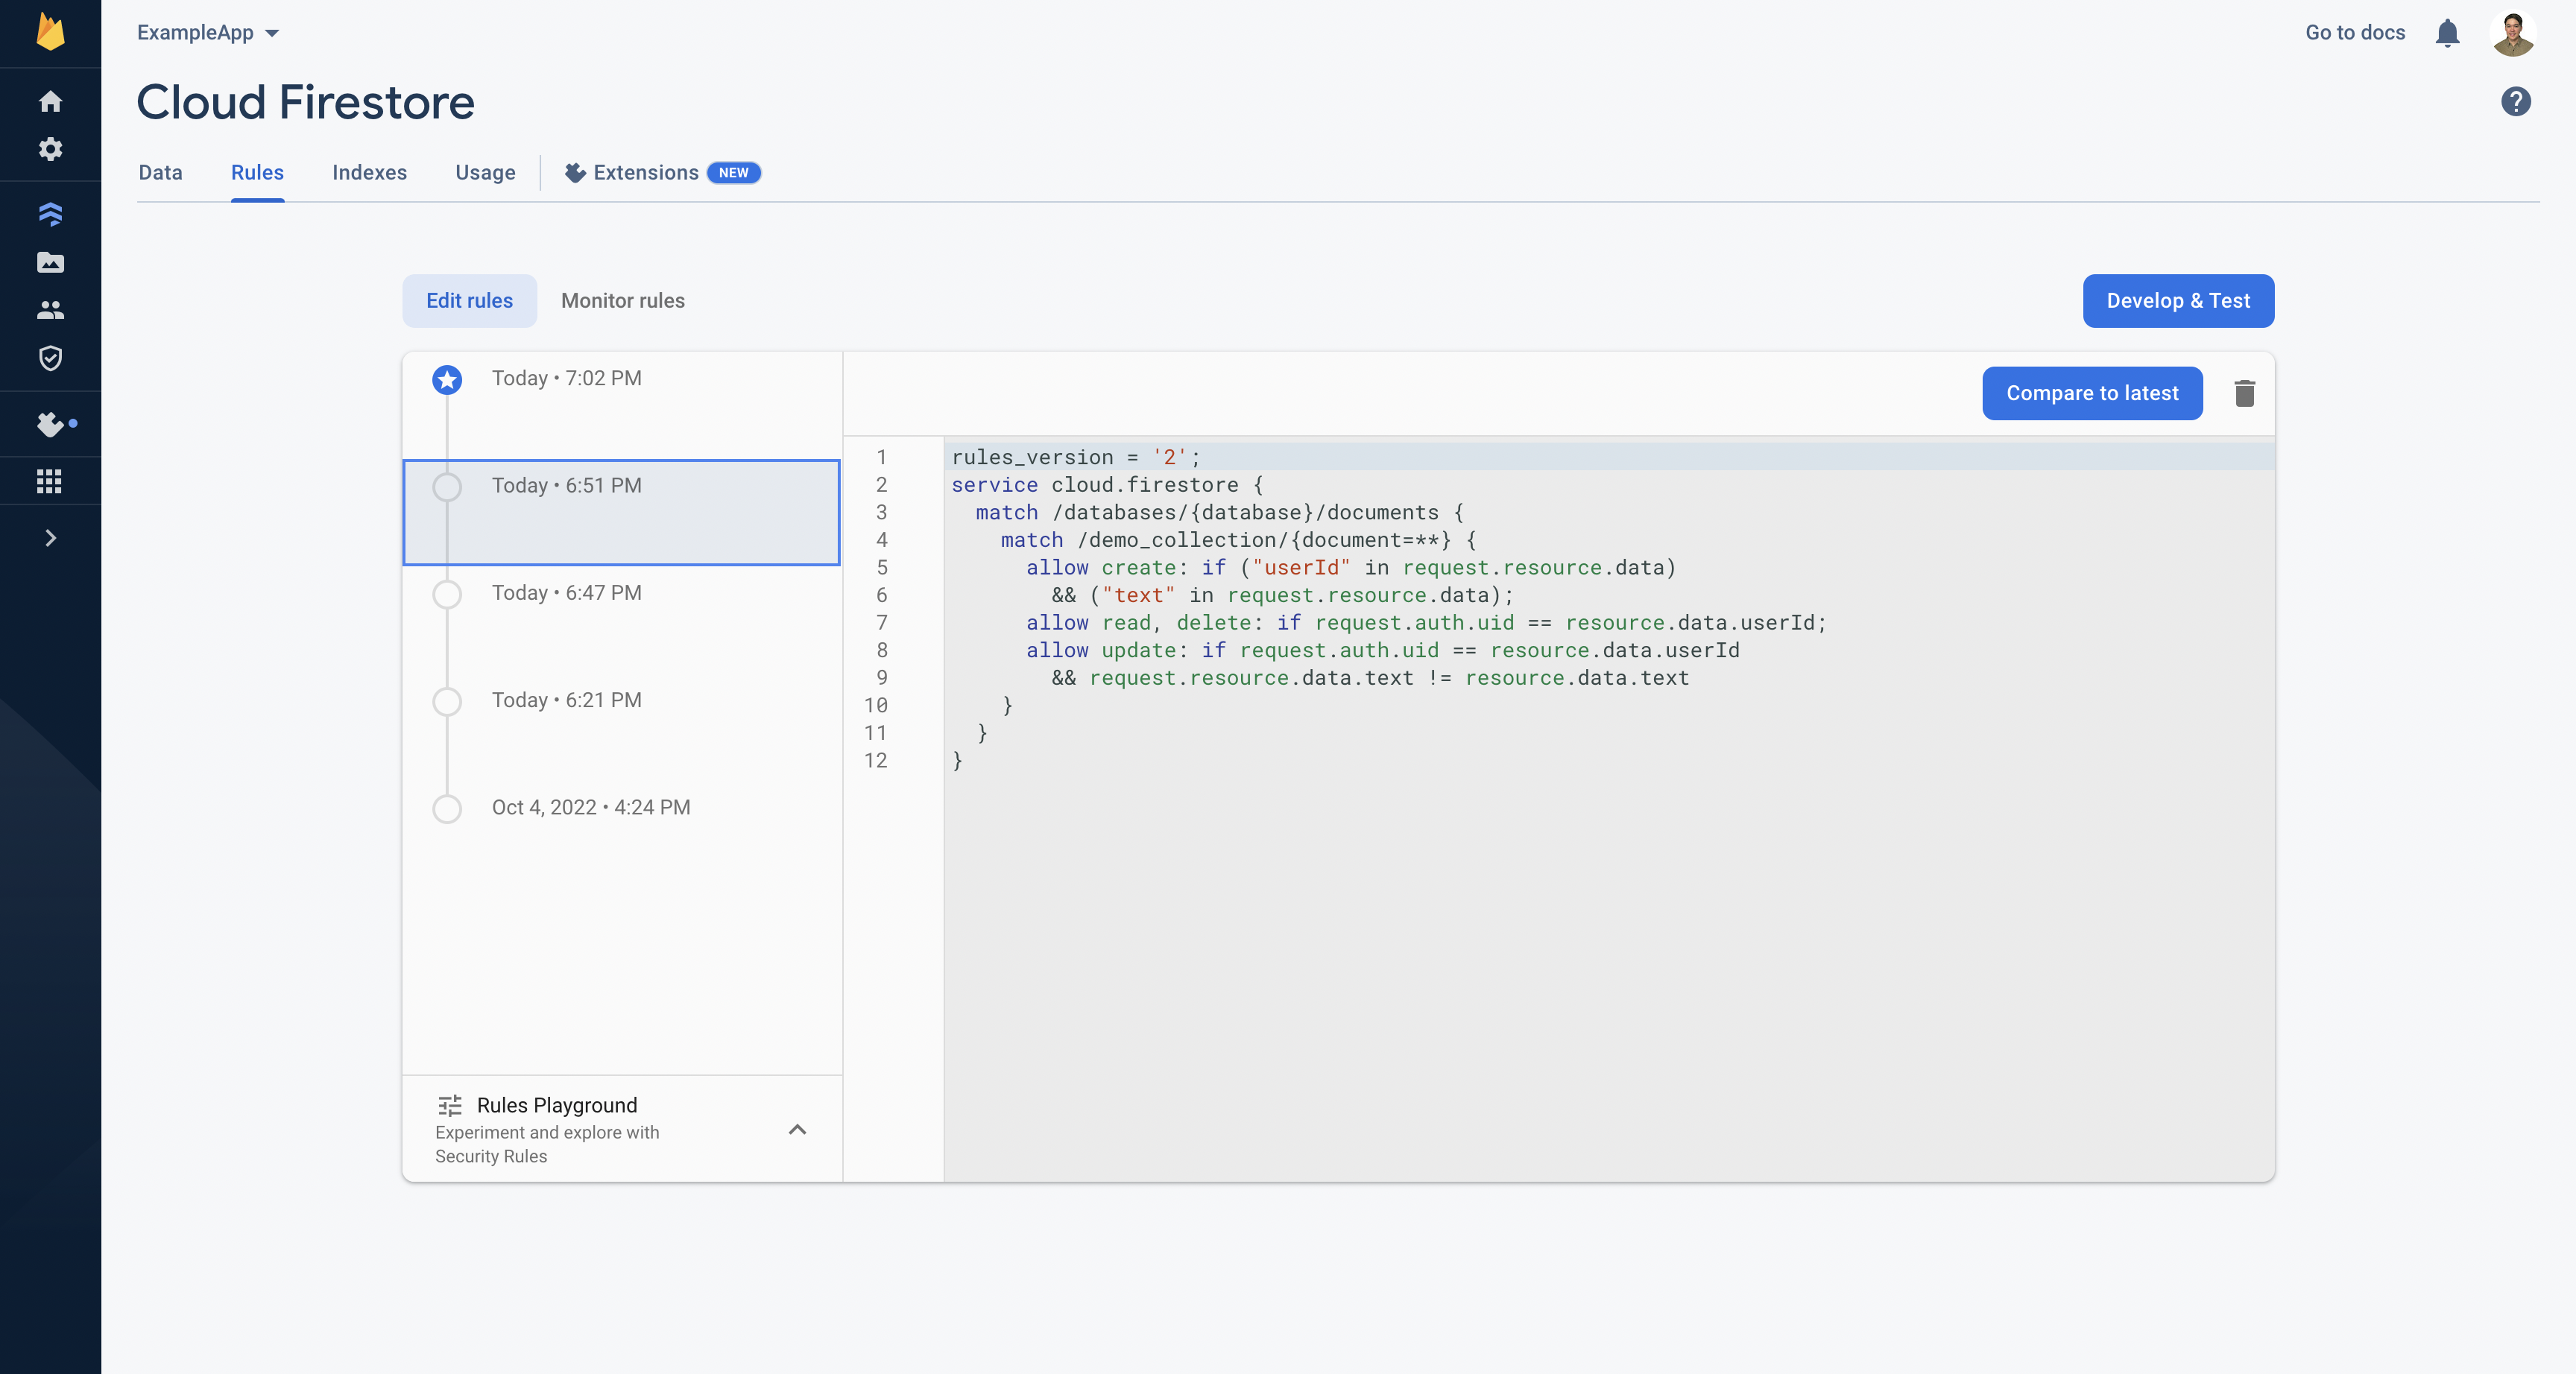 ExampleApp
Go to docs
Cloud Firestore
Data
Rules
Indexes
Usage
Extensions NEW
Edit rules
Monitor rules
Develop & Test
Today • 7:02 PM
Today • 6:51 PM
Today • 6:47 PM
Today • 6:21 PM
Oct 4, 2022 • 4:24 PM
Rules Playground
Experiment and explore with
Security Rules
Compare to latest
1 rules_version = '2';
2 service cloud.firestore {
3   match /databases/{database}/documents {
4     match /demo_collection/{document=**} {
5       allow create: if ("userId" in request.resource.data)
6         && ("text" in request.resource.data);
7       allow read, delete: if request.auth.uid == resource.data.userId;
8       allow update: if request.auth.uid == resource.data.userId
9         && request.resource.data.text != resource.data.text
10     }
11   }
12 }